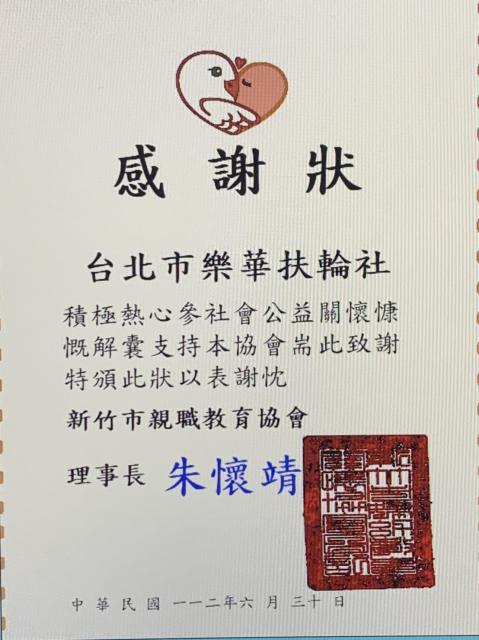 感謝狀
台北市樂華扶輪社
積極熱心參社會公益關懷慷
慨解囊支持本協會耑此致謝
特頒此狀以表謝忱
新竹市親職教育協會
理事長 朱懷靖
中華民國 一一二年六月三十日